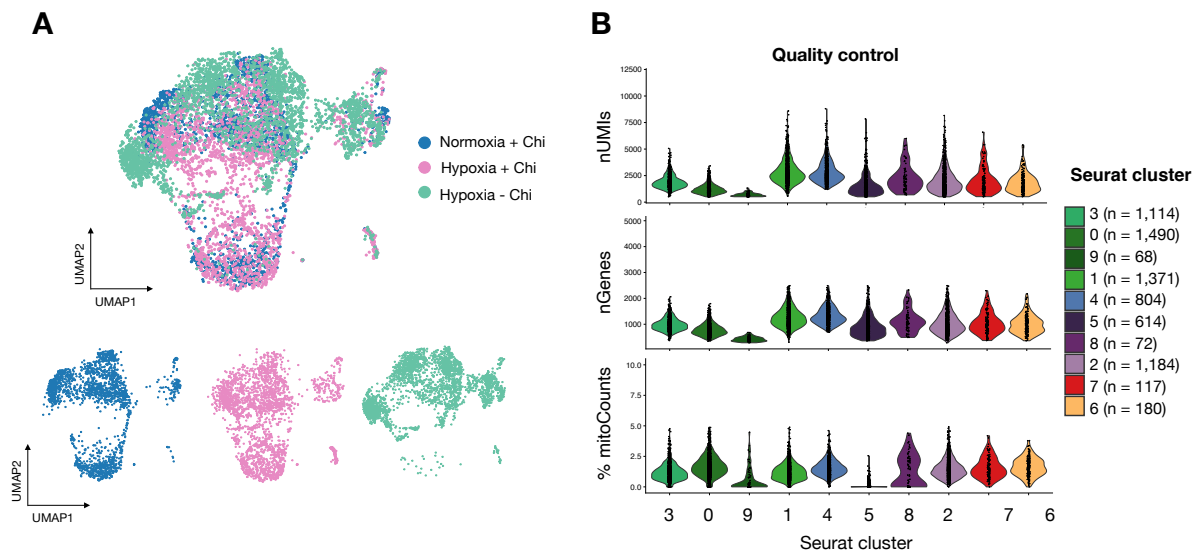 A
Normoxia + Chi
Hypoxia + Chi
Hypoxia - Chi
UMAP2
UMAP1
UMAP2
UMAP1
B
Quality control
nUMIs
12500
10000
7500
5000
2500
0
nGenes
5000
4000
3000
2000
1000
% mitoCounts
10.0
7.5
5.0
2.5
0.0
3 0 9 1 4 5 8 2 7 6
Seurat cluster
Seurat cluster
3 (n = 1,114)
0 (n = 1,490)
9 (n = 68)
1 (n = 1,371)
4 (n = 804)
5 (n = 614)
8 (n = 72)
2 (n = 1,184)
7 (n = 117)
6 (n = 180)